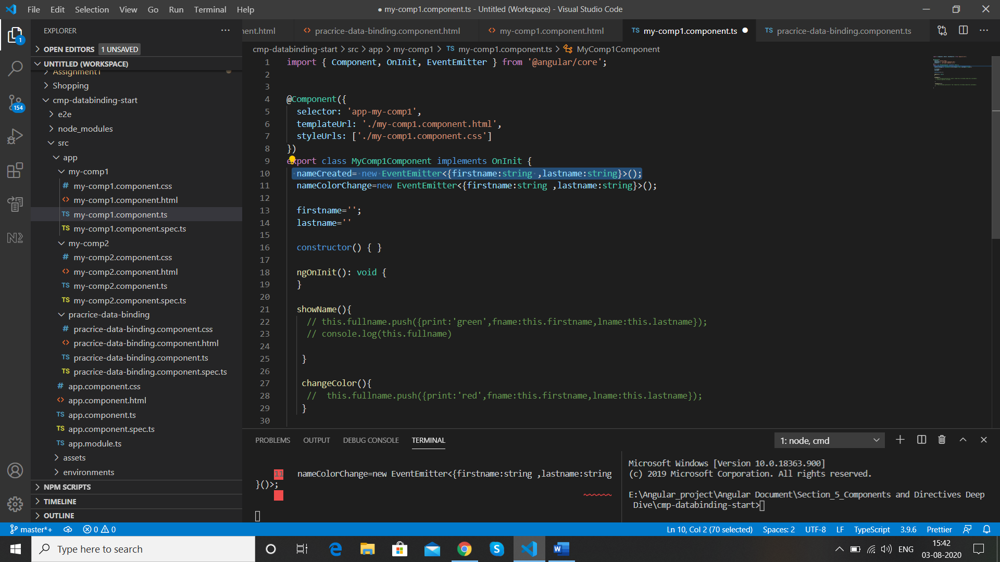 File Edit Selection View Go Run Terminal Help
● my-comp1.component.ts - Untitled (Workspace) - Visual Studio Code
EXPLORER
1
OPEN EDITORS 1 UNSAVED
UNTITLED (WORKSPACE)
Assignment1
Shopping
cmp-databinding-start
e2e
node_modules
src
app
my-comp1
# my-comp1.component.css
<> my-comp1.component.html
TS my-comp1.component.ts
TS my-comp1.component.spec.ts
my-comp2
# my-comp2.component.css
<> my-comp2.component.html
TS my-comp2.component.ts
TS my-comp2.component.spec.ts
pracrice-data-binding
# pracrice-data-binding.component.css
<> pracrice-data-binding.component.html
TS pracrice-data-binding.component.ts
TS pracrice-data-binding.component.spec.ts
# app.component.css
<> app.component.html
TS app.component.ts
TS app.component.spec.ts
TS app.module.ts
assets
environments
NPM SCRIPTS
TIMELINE
OUTLINE
154
nent.html <> pracrice-data-binding.component.html <> my-comp1.component.html TS my-comp1.component.ts ● TS pracrice-data-binding.component.ts
cmp-databinding-start > src > app > my-comp1 > TS my-comp1.component.ts > MyComp1Component
1 import { Component, OnInit, EventEmitter } from '@angular/core';
2
3
4 @Component({
5 selector: 'app-my-comp1',
6 templateUrl: './my-comp1.component.html',
7 styleUrls: ['./my-comp1.component.css']
8 })
9 export class MyComp1Component implements OnInit {
10 nameCreated= new EventEmitter<{firstname:string ,lastname:string}>();
11 nameColorChange=new EventEmitter<{firstname:string ,lastname:string}>();
12
13 firstname='';
14 lastname=''
15
16 constructor() { }
17
18 ngOnInit(): void {
19 }
20
21 showName(){
22 // this.fullname.push({print:'green',fname:this.firstname,lname:this.lastname});
23 // console.log(this.fullname)
24
25 }
26
27 changeColor(){
28 //  this.fullname.push({print:'red',fname:this.firstname,lname:this.lastname});
29 }
30
PROBLEMS OUTPUT DEBUG CONSOLE TERMINAL
1: node, cmd
11 nameColorChange=new EventEmitter<{firstname:string ,lastname:string
}()>;
~~~~~~
Microsoft Windows [Version 10.0.18363.900]
(c) 2019 Microsoft Corporation. All rights reserved.
E:\Angular_project\Angular Document\Section_5_Components and Directives Deep
Dive\cmp-databinding-start>
master*+ 0 0
Ln 10, Col 2 (70 selected) Spaces: 2 UTF-8 LF TypeScript 3.9.6 Prettier
Type here to search
ENG
15:42
03-08-2020